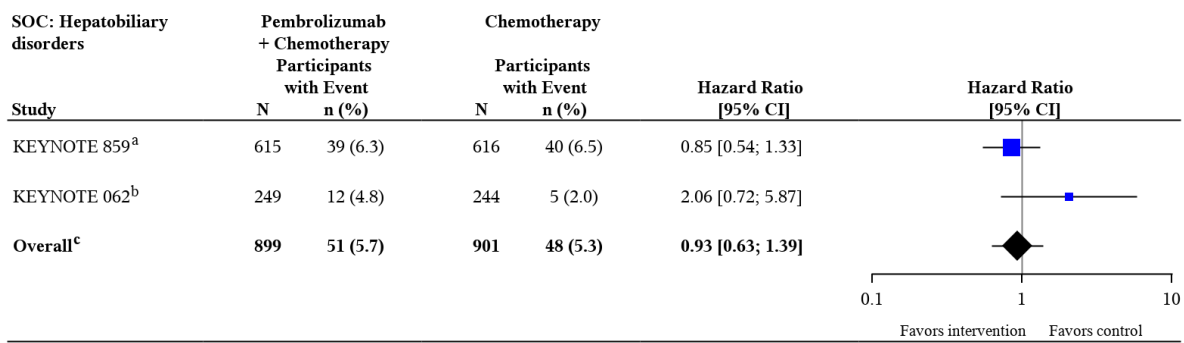 SOC: Hepatobiliary Pembrolizumab Chemotherapy
disorders + Chemotherapy
Participants Participants
with Event with Event Hazard Ratio Hazard Ratio
Study N n (%) N n (%) [95% CI] [95% CI]
KEYNOTE 859a 615 39 (6.3) 616 40 (6.5) 0.85 [0.54; 1.33]
KEYNOTE 062b 249 12 (4.8) 244 5 (2.0) 2.06 [0.72; 5.87]
Overallc 899 51 (5.7) 901 48 (5.3) 0.93 [0.63; 1.39]
0.1 1 10
Favors intervention Favors control